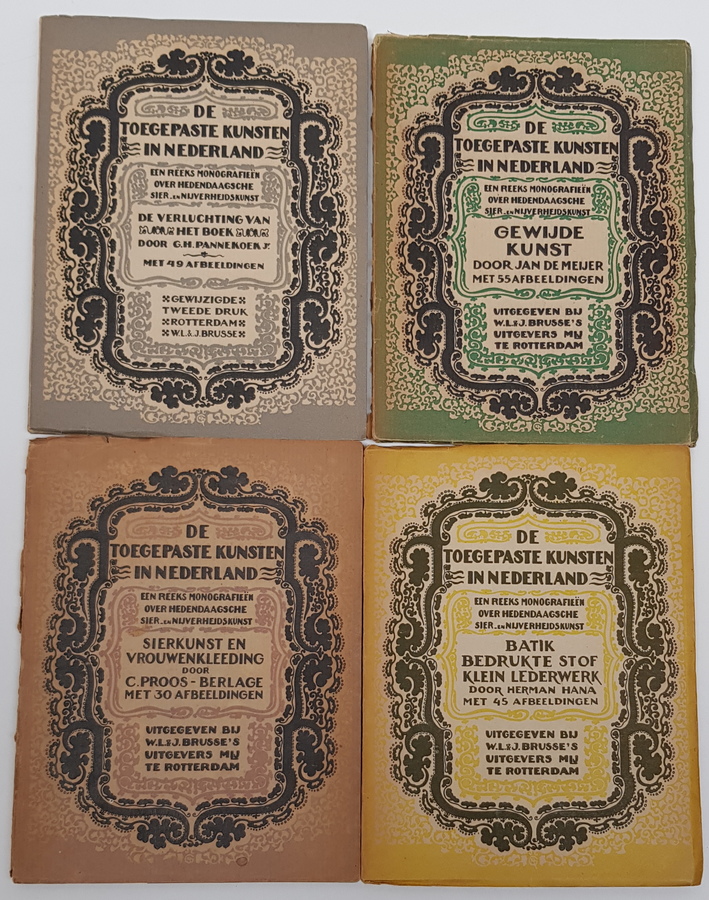 DE
TOEGEPASTE KUNSTEN
IN NEDERLAND
EEN REEKS MONOGRAFIEËN
OVER HEDENDAAGSCHE
SIER- EN NIJVERHEIDSKUNST
DE VERLUCHTING VAN
HET BOEK
DOOR G.H. PANNEKOEK Jr.
MET 49 AFBEELDINGEN
GEWIJZIGDE
TWEEDE DRUK
ROTTERDAM
W.L. & J. BRUSSE
DE
TOEGEPASTE KUNSTEN
IN NEDERLAND
EEN REEKS MONOGRAFIEËN
OVER HEDENDAAGSCHE
SIER- EN NIJVERHEIDSKUNST
GEWIJDE
KUNST
DOOR JAN DE MEIJER
MET 55 AFBEELDINGEN
UITGEGEVEN BIJ
W.L. & J. BRUSSE'S
UITGEVERS MIJ
TE ROTTERDAM
DE
TOEGEPASTE KUNSTEN
IN NEDERLAND
EEN REEKS MONOGRAFIEËN
OVER HEDENDAAGSCHE
SIER- EN NIJVERHEIDSKUNST
SIERKUNST EN
VROUWENKLEEDING
DOOR
C. PROOS-BERLAGE
MET 30 AFBEELDINGEN
UITGEGEVEN BIJ
W.L. & J. BRUSSE'S
UITGEVERS MIJ
TE ROTTERDAM
DE
TOEGEPASTE KUNSTEN
IN NEDERLAND
EEN REEKS MONOGRAFIEËN
OVER HEDENDAAGSCHE
SIER- EN NIJVERHEIDSKUNST
BATIK
BEDRUKTE STOF
KLEIN LEDERWERK
DOOR HERMAN HANA
MET 45 AFBEELDINGEN
UITGEGEVEN BIJ
W.L. & J. BRUSSE'S
UITGEVERS MIJ
TE ROTTERDAM